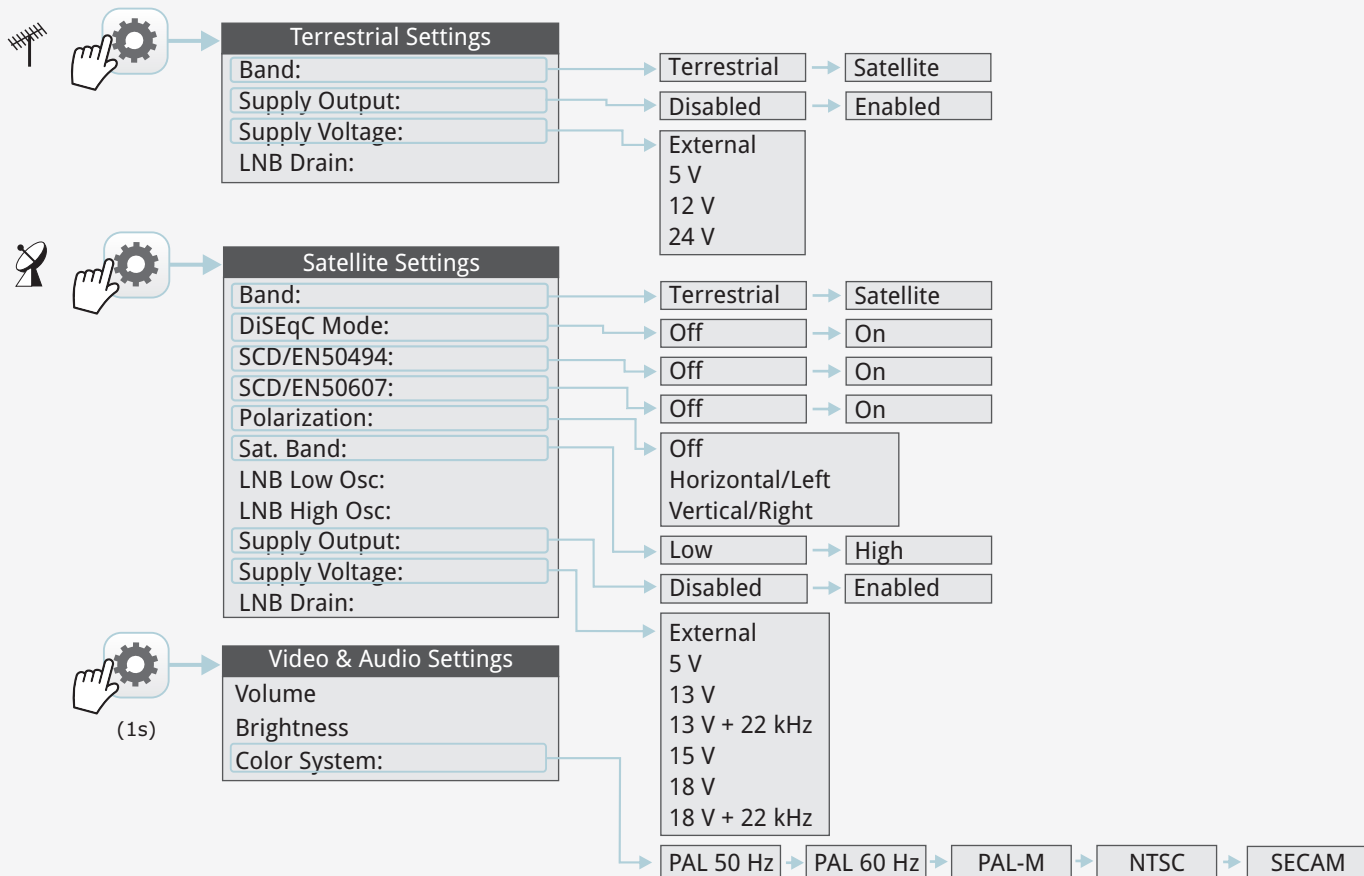 Terrestrial Settings
Band:
Supply Output:
Supply Voltage:
LNB Drain:
Terrestrial
Satellite
Disabled
Enabled
External
5 V
12 V
24 V
Satellite Settings
Band:
DiSEqC Mode:
SCD/EN50494:
SCD/EN50607:
Polarization:
Sat. Band:
LNB Low Osc:
LNB High Osc:
Supply Output:
Supply Voltage:
LNB Drain:
Terrestrial
Satellite
Off
On
Off
On
Off
On
Off
Horizontal/Left
Vertical/Right
Low
High
Disabled
Enabled
External
5 V
13 V
13 V + 22 kHz
15 V
18 V
18 V + 22 kHz
(1s)
Video & Audio Settings
Volume
Brightness
Color System:
PAL 50 Hz
PAL 60 Hz
PAL-M
NTSC
SECAM